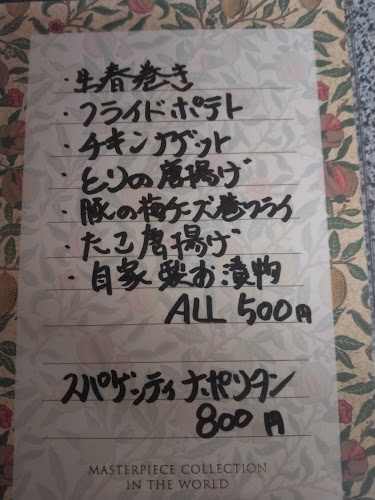 ・生春巻き
・フライドポテト
・チキンナゲット
・とりの唐揚げ
・豚の梅チーズ巻フライ
・たこ唐揚げ
・自家製お漬物
ALL 500円
スパゲッティナポリタン
800円
MASTERPIECE COLLECTION
IN THE WORLD